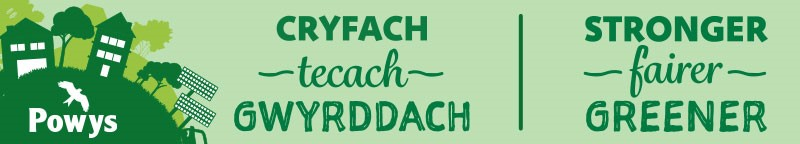 Powys
CRYFACH
tecach
GWYRDDACH
STRONGER
fairer
GREENER